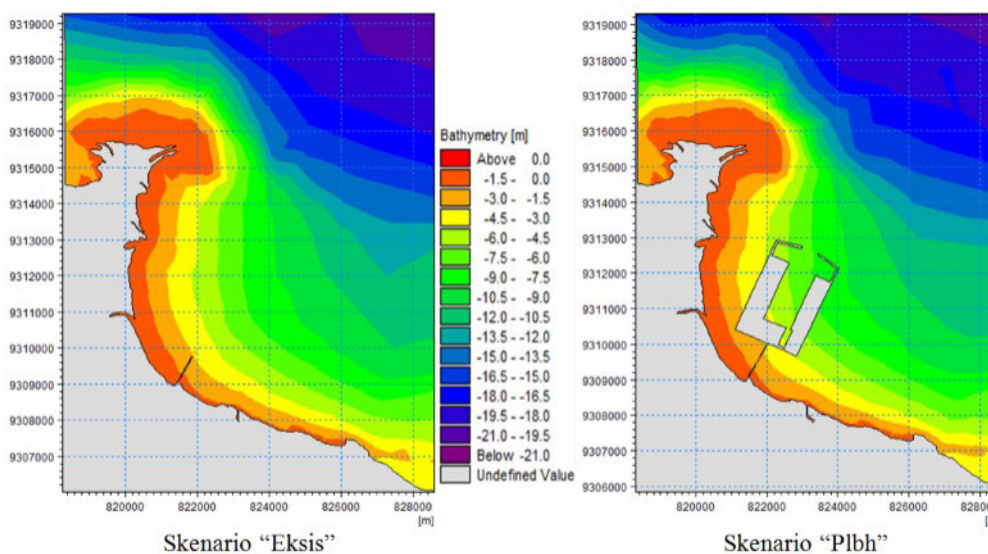 9319000
9318000
9317000
9316000
9315000
9314000
9313000
9312000
9311000
9310000
9309000
9308000
9307000
820000 822000 824000 826000 828000
[m]
Skenario “Eksis”
Bathymetry [m]
Above 0.0
-1.5 - 0.0
-3.0 - -1.5
-4.5 - -3.0
-6.0 - -4.5
-7.5 - -6.0
-9.0 - -7.5
-10.5 - -9.0
-12.0 - -10.5
-13.5 - -12.0
-15.0 - -13.5
-16.5 - -15.0
-18.0 - -16.5
-19.5 - -18.0
-21.0 - -19.5
Below -21.0
Undefined Value
9319000
9318000
9317000
9316000
9315000
9314000
9313000
9312000
9311000
9310000
9309000
9308000
9307000
9306000
820000 822000 824000 826000 828000
Skenario “Plbh”